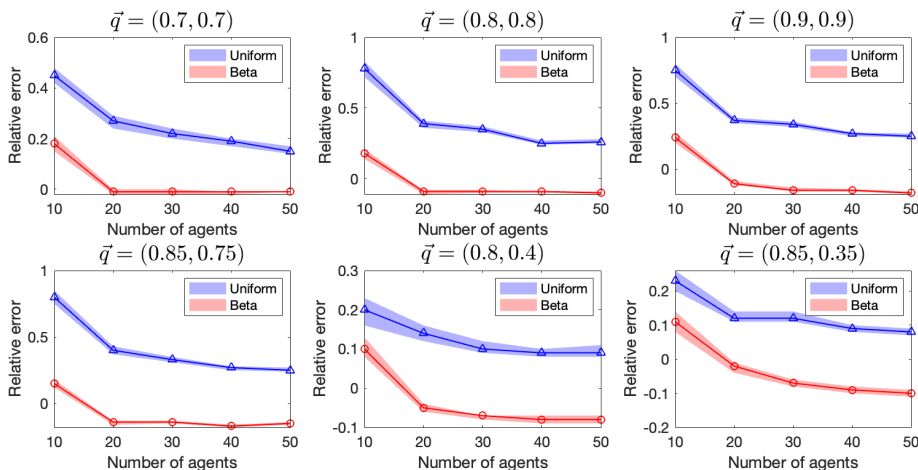 q⃗ = (0.7, 0.7)
0.6
0.4
0.2
0
Relative error
Uniform
Beta
10 20 30 40 50
Number of agents
q⃗ = (0.8, 0.8)
1
0.5
0
Relative error
Uniform
Beta
10 20 30 40 50
Number of agents
q⃗ = (0.9, 0.9)
1
0.5
0
Relative error
Uniform
Beta
10 20 30 40 50
Number of agents
q⃗ = (0.85, 0.75)
1
0.5
0
Relative error
Uniform
Beta
10 20 30 40 50
Number of agents
q⃗ = (0.8, 0.4)
0.3
0.2
0.1
0
-0.1
Relative error
Uniform
Beta
10 20 30 40 50
Number of agents
q⃗ = (0.85, 0.35)
0.2
0.1
0
-0.1
-0.2
Relative error
Uniform
Beta
10 20 30 40 50
Number of agents